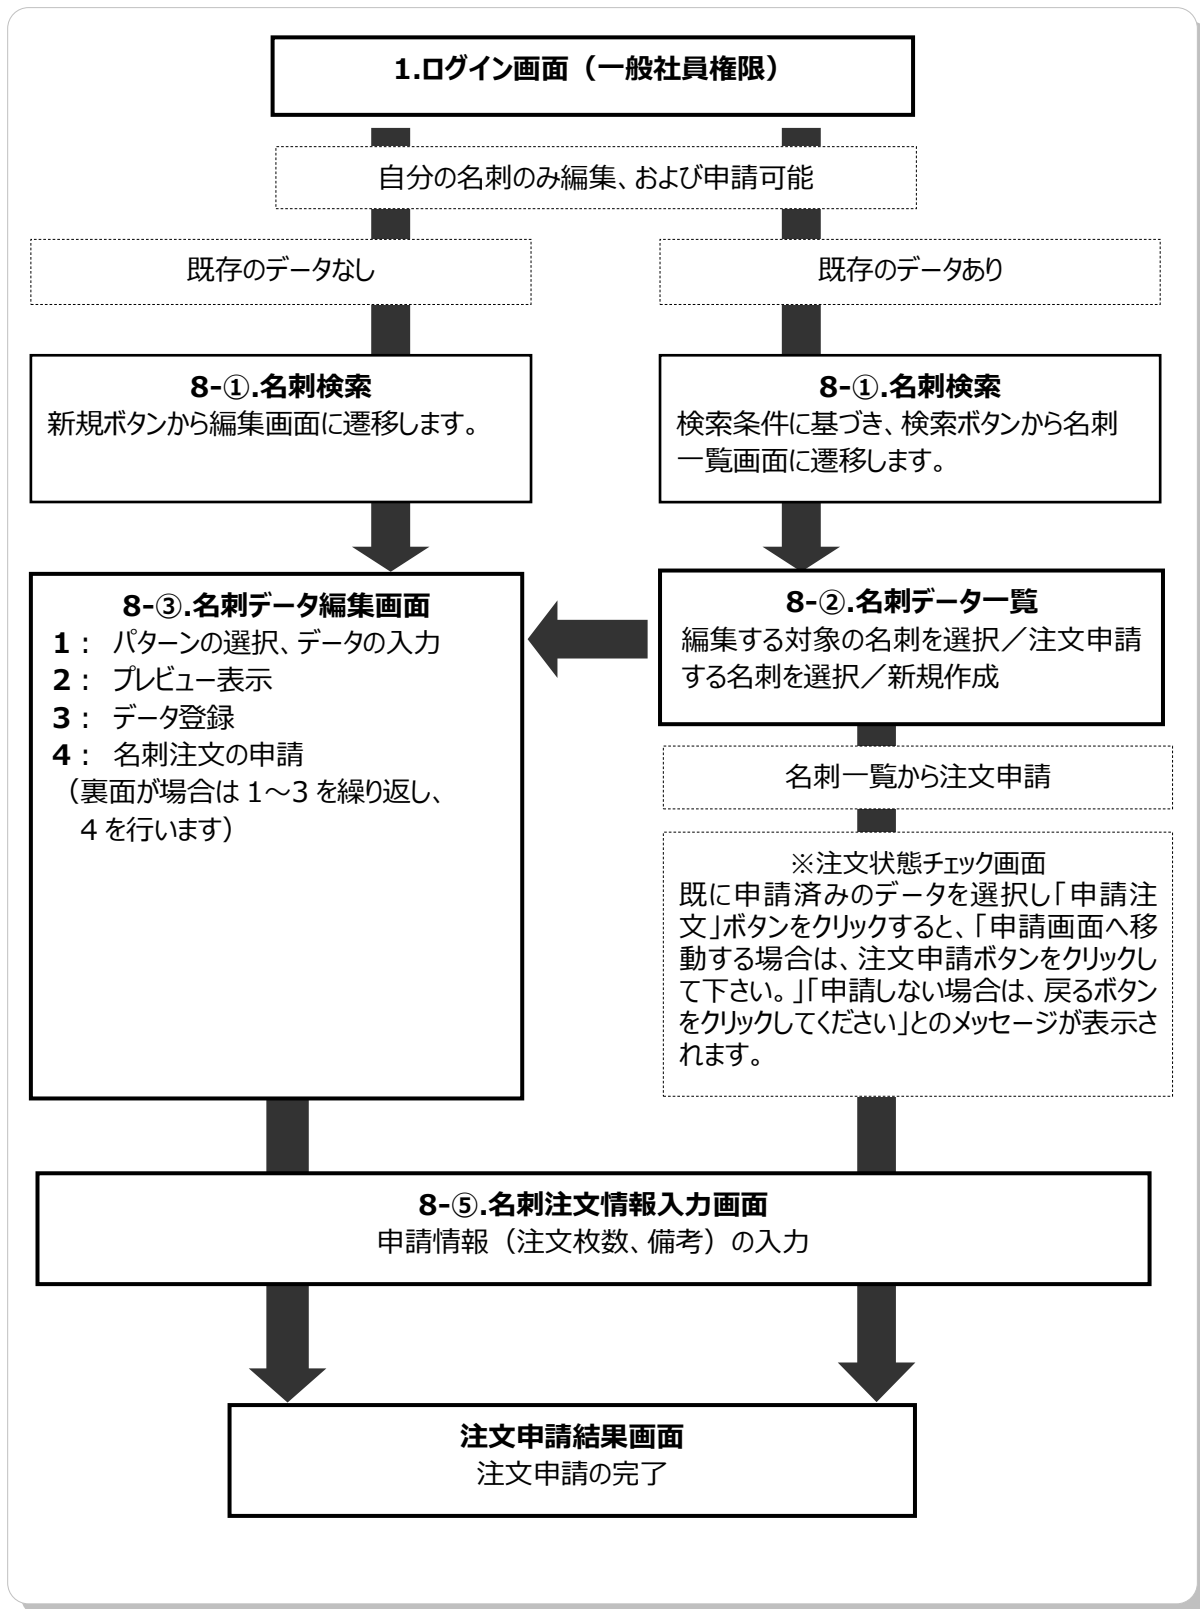 1.ログイン画面（一般社員権限）
自分の名刺のみ編集、および申請可能
既存のデータなし
既存のデータあり
8-①.名刺検索
新規ボタンから編集画面に遷移します。
8-①.名刺検索
検索条件に基づき、検索ボタンから名刺
一覧画面に遷移します。
8-③.名刺データ編集画面
1： パターンの選択、データの入力
2： プレビュー表示
3： データ登録
4： 名刺注文の申請
（裏面が場合は 1～3 を繰り返し、
4 を行います）
8-②.名刺データ一覧
編集する対象の名刺を選択／注文申請
する名刺を選択／新規作成
名刺一覧から注文申請
※注文状態チェック画面
既に申請済みのデータを選択し「申請注
文」ボタンをクリックすると、「申請画面へ移
動する場合は、注文申請ボタンをクリックし
て下さい。」「申請しない場合は、戻るボタン
をクリックしてください」とのメッセージが表示さ
れます。
8-⑤.名刺注文情報入力画面
申請情報（注文枚数、備考）の入力
注文申請結果画面
注文申請の完了